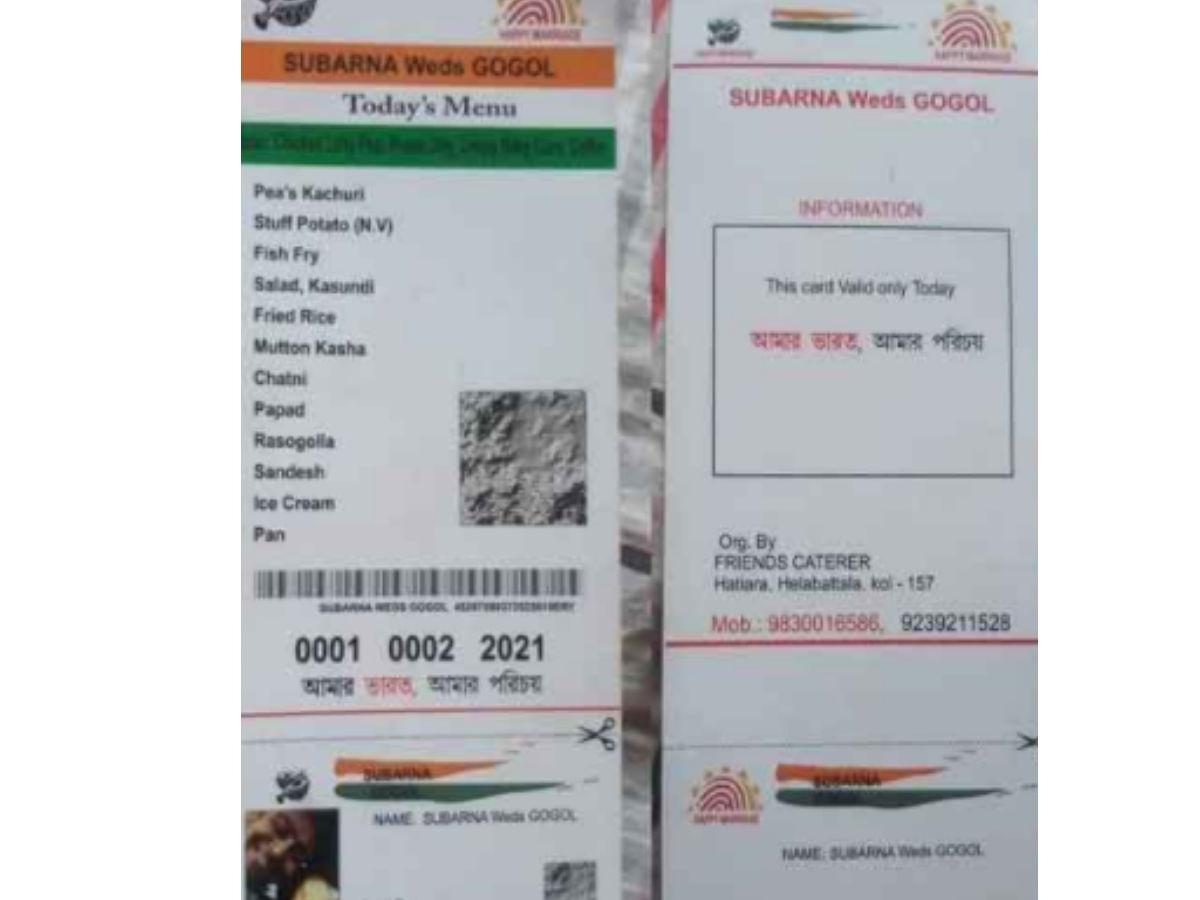 HAPPY MARRIAGE
SUBARNA Weds GOGOL
Today's Menu
Pea's Kachuri
Stuff Potato (N.V)
Fish Fry
Salad, Kasundi
Fried Rice
Mutton Kasha
Chatni
Papad
Rasogolla
Sandesh
Ice Cream
Pan
SUBARNA WEDS GOGOL
0001 0002 2021
আমার ভারত, আমার পরিচয়
SUBARNA
GOGOL
NAME: SUBARNA Weds GOGOL
HAPPY MARRIAGE
HAPPY MARRIAGE
SUBARNA Weds GOGOL
INFORMATION
This card Valid only Today
আমার ভারত, আমার পরিচয়
Org. By
FRIENDS CATERER
Hatiara, Helabattala, kol - 157
Mob.: 9830016586, 9239211528
HAPPY MARRIAGE
SUBARNA
NAME: SUBARNA Weds GOGOL